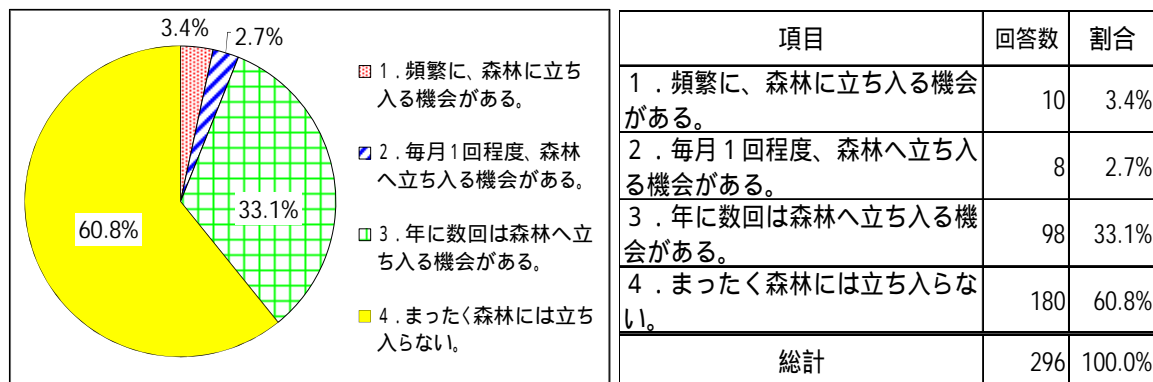 3.4%
2.7%
33.1%
60.8%
1．頻繁に、森林に立ち
入る機会がある。
2．毎月1回程度、森林
へ立ち入る機会がある。
3．年に数回は森林へ立
ち入る機会がある。
4．まったく森林には立ち
入らない。
項目 回答数 割合
1．頻繁に、森林に立ち入る機会
がある。 10 3.4%
2．毎月1回程度、森林へ立ち入
る機会がある。 8 2.7%
3．年に数回は森林へ立ち入る機
会がある。 98 33.1%
4．まったく森林には立ち入らな
い。 180 60.8%
総計 296 100.0%